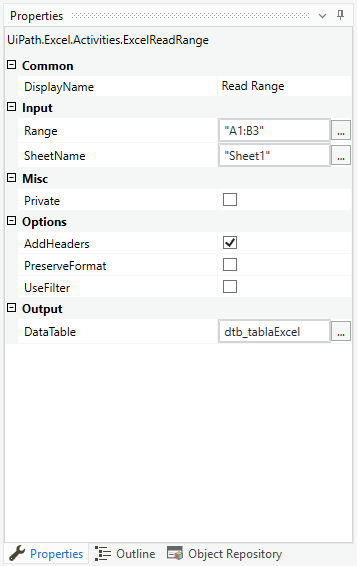 Properties
UiPath.Excel.Activities.ExcelReadRange
Common
DisplayName Read Range
Input
Range "A1:B3" ...
SheetName "Sheet1" ...
Misc
Private
Options
AddHeaders
PreserveFormat
UseFilter
Output
DataTable dtb_tablaExcel ...
Properties Outline Object Repository